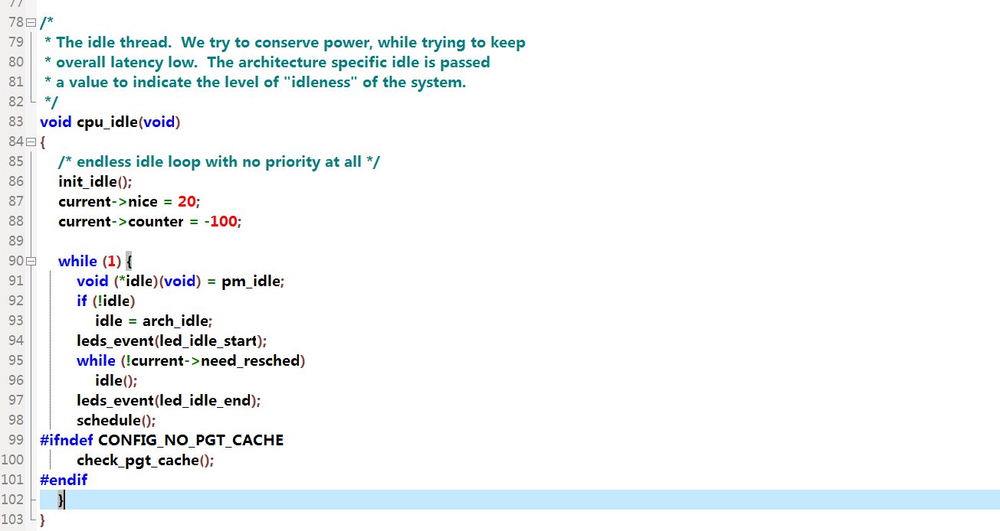 77
78 /*
79  * The idle thread.  We try to conserve power, while trying to keep
80  * overall latency low.  The architecture specific idle is passed
81  * a value to indicate the level of "idleness" of the system.
82  */
83 void cpu_idle(void)
84 {
85     /* endless idle loop with no priority at all */
86     init_idle();
87     current->nice = 20;
88     current->counter = -100;
89
90     while (1) {
91         void (*idle)(void) = pm_idle;
92         if (!idle)
93             idle = arch_idle;
94         leds_event(led_idle_start);
95         while (!current->need_resched)
96             idle();
97         leds_event(led_idle_end);
98         schedule();
99 #ifndef CONFIG_NO_PGT_CACHE
100         check_pgt_cache();
101 #endif
102     }
103 }